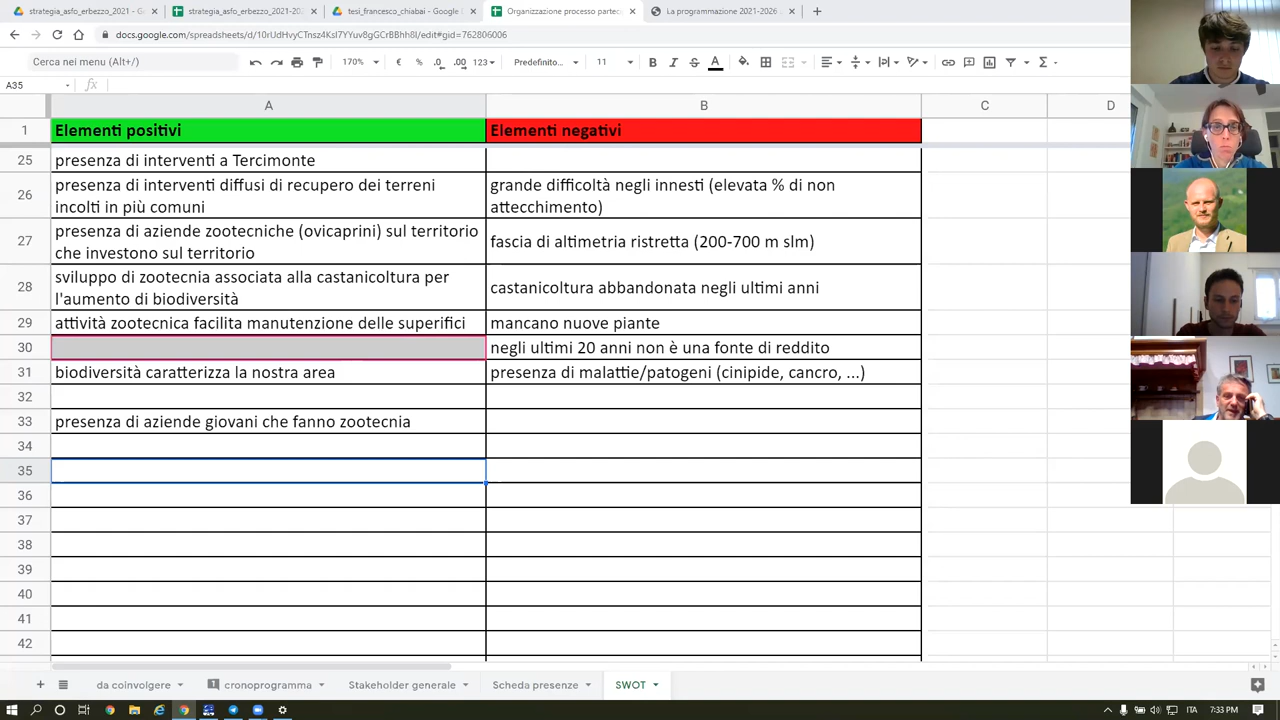 strategia_asfo_erbezzo_2021 - G
strategia_asfo_erbezzo_2021-20
tesi_francesco_chiabai - Google
Organizzazione processo partec
La programmazione 2021-2026
docs.google.com/spreadsheets/d/10rUdHvyCTnsz4Ksl7YYuv8gGCrBBhh8l/edit#gid=762806006
Cerca nei menu (Alt+/)
170%
€ % .0 .00 123
Predefinito...
11
B I S A
A35
fx
A B C D
1 Elementi positivi Elementi negativi
25 presenza di interventi a Tercimonte
26 presenza di interventi diffusi di recupero dei terreni
incolti in più comuni
grande difficoltà negli innesti (elevata % di non
attecchimento)
27 presenza di aziende zootecniche (ovicaprini) sul territorio
che investono sul territorio
fascia di altimetria ristretta (200-700 m slm)
28 sviluppo di zootecnia associata alla castanicoltura per
l'aumento di biodiversità
castanicoltura abbandonata negli ultimi anni
29 attività zootecnica facilita manutenzione delle superifici mancano nuove piante
30 negli ultimi 20 anni non è una fonte di reddito
31 biodiversità caratterizza la nostra area presenza di malattie/patogeni (cinipide, cancro, ...)
32
33 presenza di aziende giovani che fanno zootecnia
34
35
36
37
38
39
40
41
42
da coinvolgere cronoprogramma Stakeholder generale Scheda presenze SWOT
ITA 7:33 PM